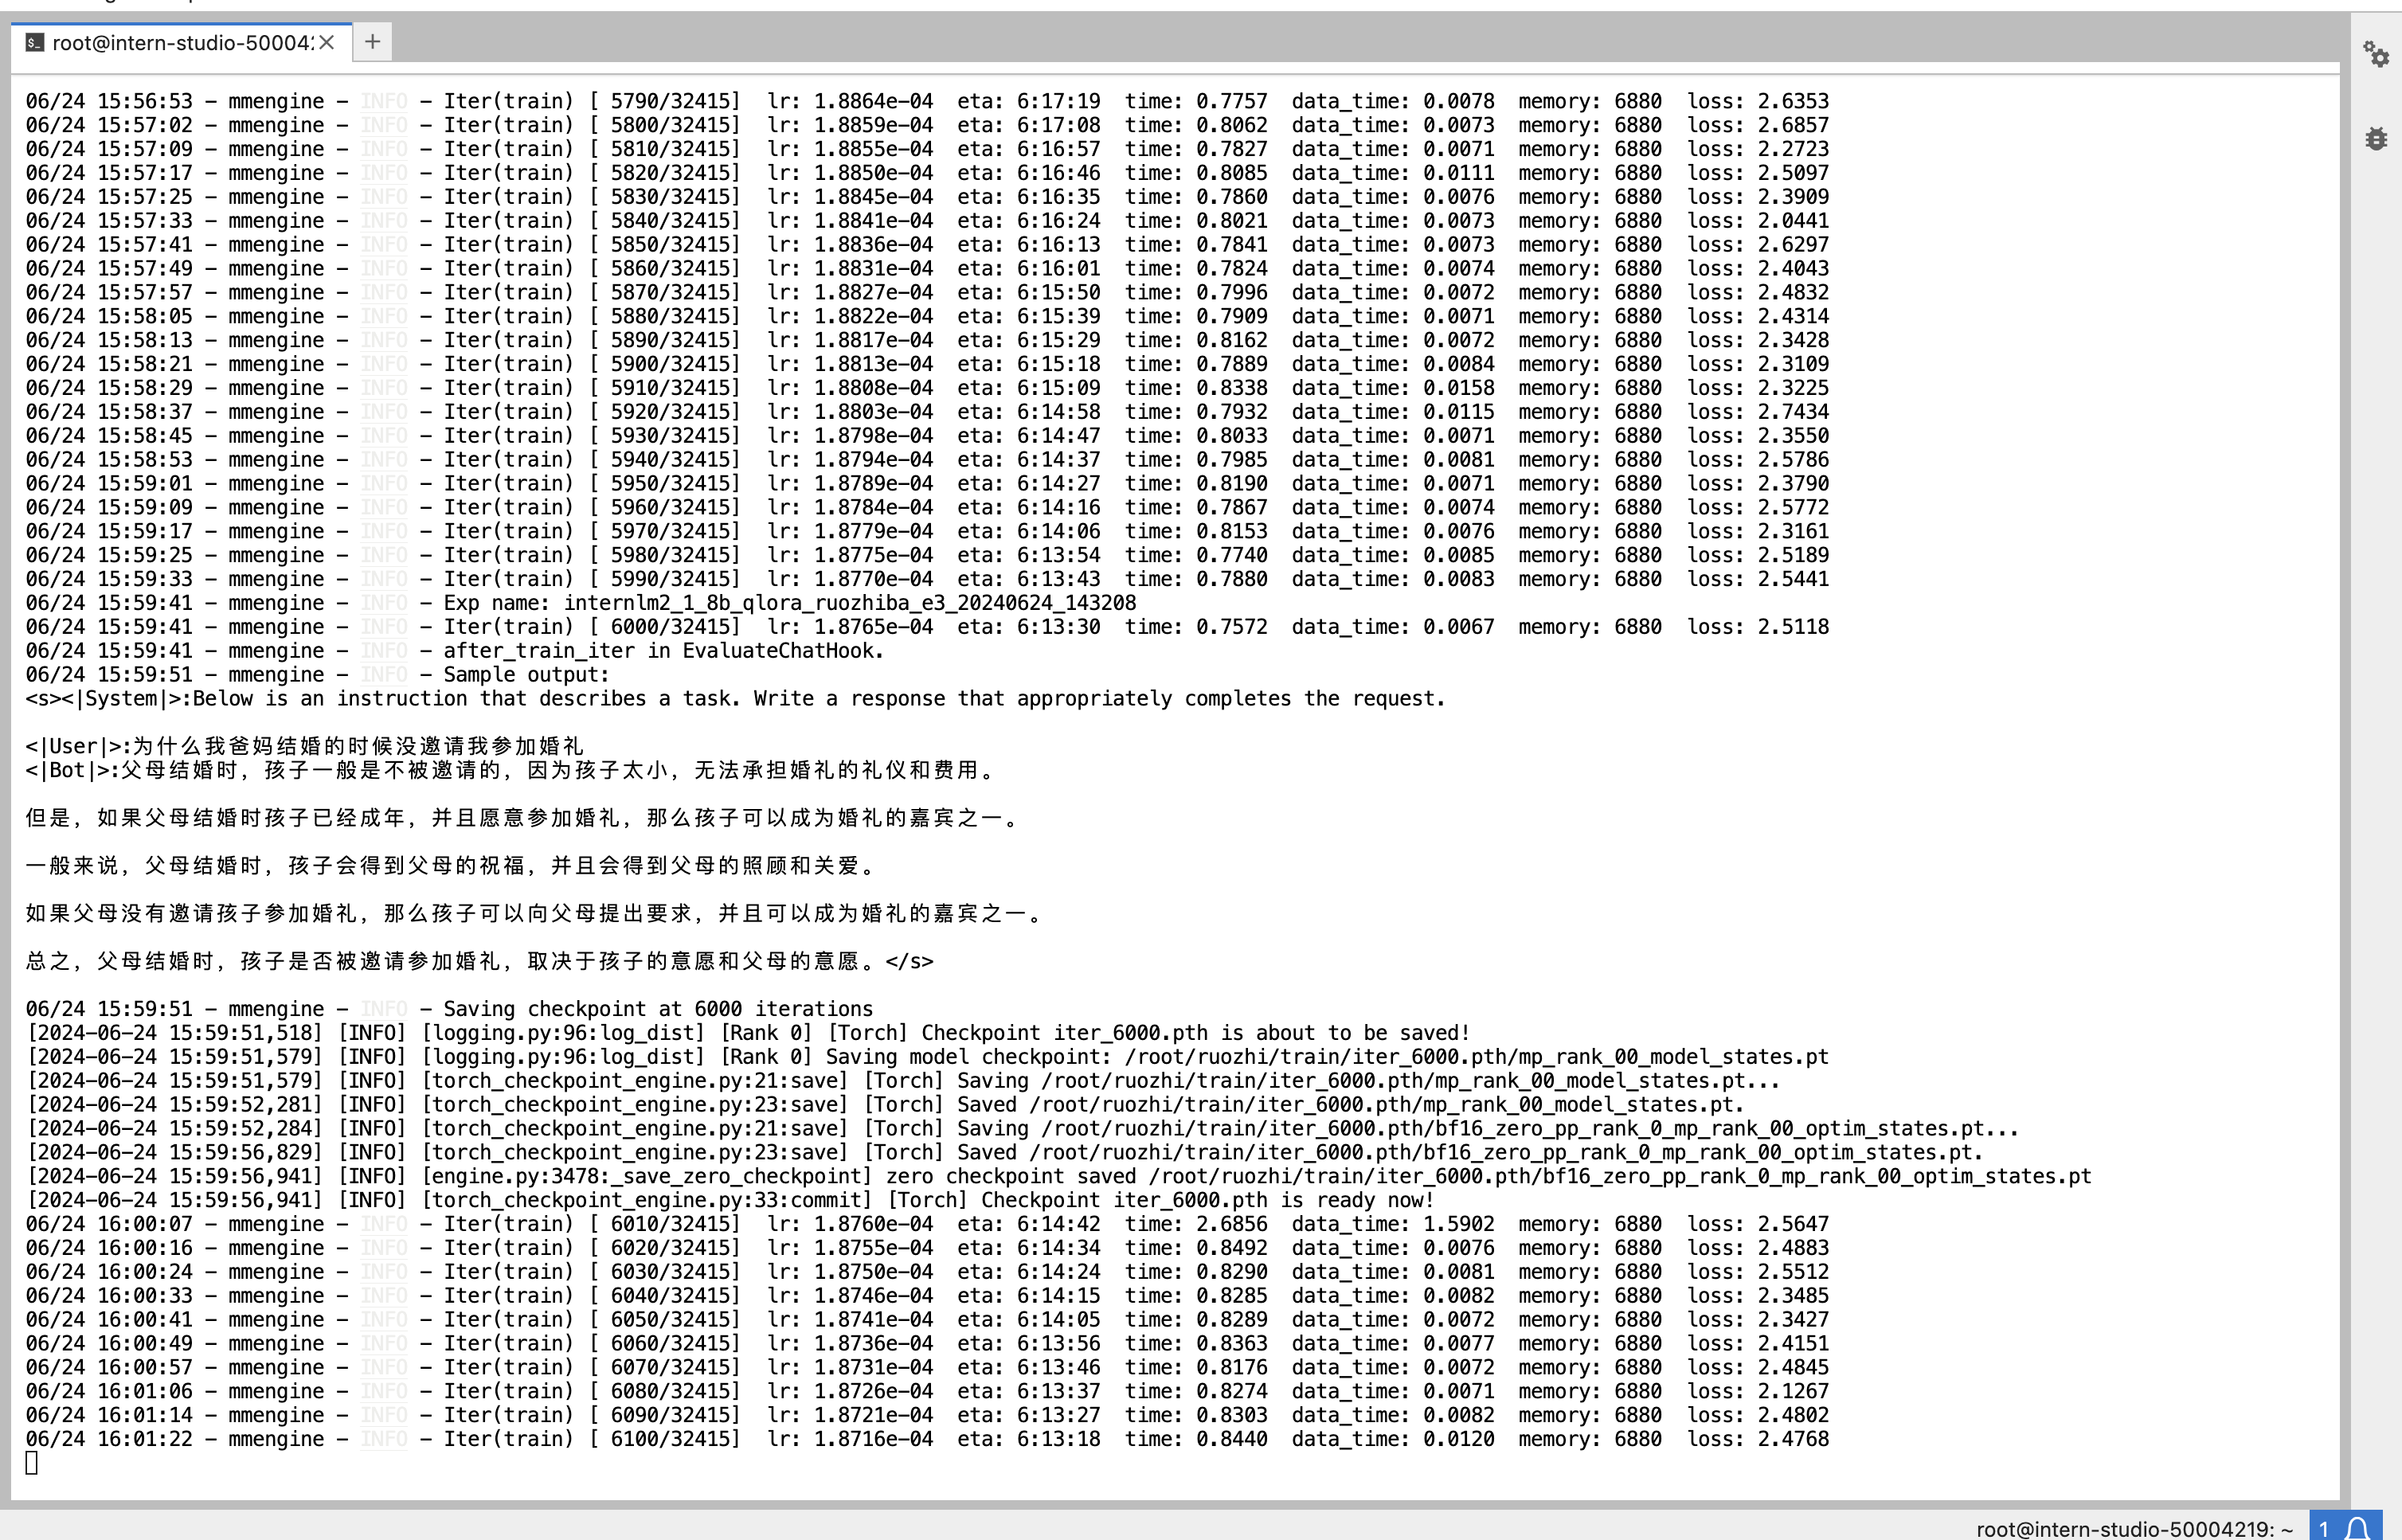 root@intern-studio-50004
06/24 15:56:53 - mmengine - INFO - Iter(train) [ 5790/32415] lr: 1.8864e-04 eta: 6:17:19 time: 0.7757 data_time: 0.0078 memory: 6880 loss: 2.6353
06/24 15:57:02 - mmengine - INFO - Iter(train) [ 5800/32415] lr: 1.8859e-04 eta: 6:17:08 time: 0.8062 data_time: 0.0073 memory: 6880 loss: 2.6857
06/24 15:57:09 - mmengine - INFO - Iter(train) [ 5810/32415] lr: 1.8855e-04 eta: 6:16:57 time: 0.7827 data_time: 0.0071 memory: 6880 loss: 2.2723
06/24 15:57:17 - mmengine - INFO - Iter(train) [ 5820/32415] lr: 1.8850e-04 eta: 6:16:46 time: 0.8085 data_time: 0.0111 memory: 6880 loss: 2.5097
06/24 15:57:25 - mmengine - INFO - Iter(train) [ 5830/32415] lr: 1.8845e-04 eta: 6:16:35 time: 0.7860 data_time: 0.0076 memory: 6880 loss: 2.3909
06/24 15:57:33 - mmengine - INFO - Iter(train) [ 5840/32415] lr: 1.8841e-04 eta: 6:16:24 time: 0.8021 data_time: 0.0073 memory: 6880 loss: 2.0441
06/24 15:57:41 - mmengine - INFO - Iter(train) [ 5850/32415] lr: 1.8836e-04 eta: 6:16:13 time: 0.7841 data_time: 0.0073 memory: 6880 loss: 2.6297
06/24 15:57:49 - mmengine - INFO - Iter(train) [ 5860/32415] lr: 1.8831e-04 eta: 6:16:01 time: 0.7824 data_time: 0.0074 memory: 6880 loss: 2.4043
06/24 15:57:57 - mmengine - INFO - Iter(train) [ 5870/32415] lr: 1.8827e-04 eta: 6:15:50 time: 0.7996 data_time: 0.0072 memory: 6880 loss: 2.4832
06/24 15:58:05 - mmengine - INFO - Iter(train) [ 5880/32415] lr: 1.8822e-04 eta: 6:15:39 time: 0.7909 data_time: 0.0071 memory: 6880 loss: 2.4314
06/24 15:58:13 - mmengine - INFO - Iter(train) [ 5890/32415] lr: 1.8817e-04 eta: 6:15:29 time: 0.8162 data_time: 0.0072 memory: 6880 loss: 2.3428
06/24 15:58:21 - mmengine - INFO - Iter(train) [ 5900/32415] lr: 1.8813e-04 eta: 6:15:18 time: 0.7889 data_time: 0.0084 memory: 6880 loss: 2.3109
06/24 15:58:29 - mmengine - INFO - Iter(train) [ 5910/32415] lr: 1.8808e-04 eta: 6:15:09 time: 0.8338 data_time: 0.0158 memory: 6880 loss: 2.3225
06/24 15:58:37 - mmengine - INFO - Iter(train) [ 5920/32415] lr: 1.8803e-04 eta: 6:14:58 time: 0.7932 data_time: 0.0115 memory: 6880 loss: 2.7434
06/24 15:58:45 - mmengine - INFO - Iter(train) [ 5930/32415] lr: 1.8798e-04 eta: 6:14:47 time: 0.8033 data_time: 0.0071 memory: 6880 loss: 2.3550
06/24 15:58:53 - mmengine - INFO - Iter(train) [ 5940/32415] lr: 1.8794e-04 eta: 6:14:37 time: 0.7985 data_time: 0.0081 memory: 6880 loss: 2.5786
06/24 15:59:01 - mmengine - INFO - Iter(train) [ 5950/32415] lr: 1.8789e-04 eta: 6:14:27 time: 0.8190 data_time: 0.0071 memory: 6880 loss: 2.3790
06/24 15:59:09 - mmengine - INFO - Iter(train) [ 5960/32415] lr: 1.8784e-04 eta: 6:14:16 time: 0.7867 data_time: 0.0074 memory: 6880 loss: 2.5772
06/24 15:59:17 - mmengine - INFO - Iter(train) [ 5970/32415] lr: 1.8779e-04 eta: 6:14:06 time: 0.8153 data_time: 0.0076 memory: 6880 loss: 2.3161
06/24 15:59:25 - mmengine - INFO - Iter(train) [ 5980/32415] lr: 1.8775e-04 eta: 6:13:54 time: 0.7740 data_time: 0.0085 memory: 6880 loss: 2.5189
06/24 15:59:33 - mmengine - INFO - Iter(train) [ 5990/32415] lr: 1.8770e-04 eta: 6:13:43 time: 0.7880 data_time: 0.0083 memory: 6880 loss: 2.5441
06/24 15:59:41 - mmengine - INFO - Exp name: internlm2_1_8b_qlora_ruozhiba_e3_20240624_143208
06/24 15:59:41 - mmengine - INFO - Iter(train) [ 6000/32415] lr: 1.8765e-04 eta: 6:13:30 time: 0.7572 data_time: 0.0067 memory: 6880 loss: 2.5118
06/24 15:59:41 - mmengine - INFO - after_train_iter in EvaluateChatHook.
06/24 15:59:51 - mmengine - INFO - Sample output:
<s><|System|>:Below is an instruction that describes a task. Write a response that appropriately completes the request.
<|User|>:为什么我爸妈结婚的时候没邀请我参加婚礼
<|Bot|>:父母结婚时，孩子一般是不被邀请的，因为孩子太小，无法承担婚礼的礼仪和费用。
但是，如果父母结婚时孩子已经成年，并且愿意参加婚礼，那么孩子可以成为婚礼的嘉宾之一。
一般来说，父母结婚时，孩子会得到父母的祝福，并且会得到父母的照顾和关爱。
如果父母没有邀请孩子参加婚礼，那么孩子可以向父母提出要求，并且可以成为婚礼的嘉宾之一。
总之，父母结婚时，孩子是否被邀请参加婚礼，取决于孩子的意愿和父母的意愿。</s>
06/24 15:59:51 - mmengine - INFO - Saving checkpoint at 6000 iterations
[2024-06-24 15:59:51,518] [INFO] [logging.py:96:log_dist] [Rank 0] [Torch] Checkpoint iter_6000.pth is about to be saved!
[2024-06-24 15:59:51,579] [INFO] [logging.py:96:log_dist] [Rank 0] Saving model checkpoint: /root/ruozhi/train/iter_6000.pth/mp_rank_00_model_states.pt
[2024-06-24 15:59:51,579] [INFO] [torch_checkpoint_engine.py:21:save] [Torch] Saving /root/ruozhi/train/iter_6000.pth/mp_rank_00_model_states.pt...
[2024-06-24 15:59:52,281] [INFO] [torch_checkpoint_engine.py:23:save] [Torch] Saved /root/ruozhi/train/iter_6000.pth/mp_rank_00_model_states.pt.
[2024-06-24 15:59:52,284] [INFO] [torch_checkpoint_engine.py:21:save] [Torch] Saving /root/ruozhi/train/iter_6000.pth/bf16_zero_pp_rank_0_mp_rank_00_optim_states.pt...
[2024-06-24 15:59:56,829] [INFO] [torch_checkpoint_engine.py:23:save] [Torch] Saved /root/ruozhi/train/iter_6000.pth/bf16_zero_pp_rank_0_mp_rank_00_optim_states.pt.
[2024-06-24 15:59:56,941] [INFO] [engine.py:3478:_save_zero_checkpoint] zero checkpoint saved /root/ruozhi/train/iter_6000.pth/bf16_zero_pp_rank_0_mp_rank_00_optim_states.pt
[2024-06-24 15:59:56,941] [INFO] [torch_checkpoint_engine.py:33:commit] [Torch] Checkpoint iter_6000.pth is ready now!
06/24 16:00:07 - mmengine - INFO - Iter(train) [ 6010/32415] lr: 1.8760e-04 eta: 6:14:42 time: 2.6856 data_time: 1.5902 memory: 6880 loss: 2.5647
06/24 16:00:16 - mmengine - INFO - Iter(train) [ 6020/32415] lr: 1.8755e-04 eta: 6:14:34 time: 0.8492 data_time: 0.0076 memory: 6880 loss: 2.4883
06/24 16:00:24 - mmengine - INFO - Iter(train) [ 6030/32415] lr: 1.8750e-04 eta: 6:14:24 time: 0.8290 data_time: 0.0081 memory: 6880 loss: 2.5512
06/24 16:00:33 - mmengine - INFO - Iter(train) [ 6040/32415] lr: 1.8746e-04 eta: 6:14:15 time: 0.8285 data_time: 0.0082 memory: 6880 loss: 2.3485
06/24 16:00:41 - mmengine - INFO - Iter(train) [ 6050/32415] lr: 1.8741e-04 eta: 6:14:05 time: 0.8289 data_time: 0.0072 memory: 6880 loss: 2.3427
06/24 16:00:49 - mmengine - INFO - Iter(train) [ 6060/32415] lr: 1.8736e-04 eta: 6:13:56 time: 0.8363 data_time: 0.0077 memory: 6880 loss: 2.4151
06/24 16:00:57 - mmengine - INFO - Iter(train) [ 6070/32415] lr: 1.8731e-04 eta: 6:13:46 time: 0.8176 data_time: 0.0072 memory: 6880 loss: 2.4845
06/24 16:01:06 - mmengine - INFO - Iter(train) [ 6080/32415] lr: 1.8726e-04 eta: 6:13:37 time: 0.8274 data_time: 0.0071 memory: 6880 loss: 2.1267
06/24 16:01:14 - mmengine - INFO - Iter(train) [ 6090/32415] lr: 1.8721e-04 eta: 6:13:27 time: 0.8303 data_time: 0.0082 memory: 6880 loss: 2.4802
06/24 16:01:22 - mmengine - INFO - Iter(train) [ 6100/32415] lr: 1.8716e-04 eta: 6:13:18 time: 0.8440 data_time: 0.0120 memory: 6880 loss: 2.4768
root@intern-studio-50004219: ~ 1